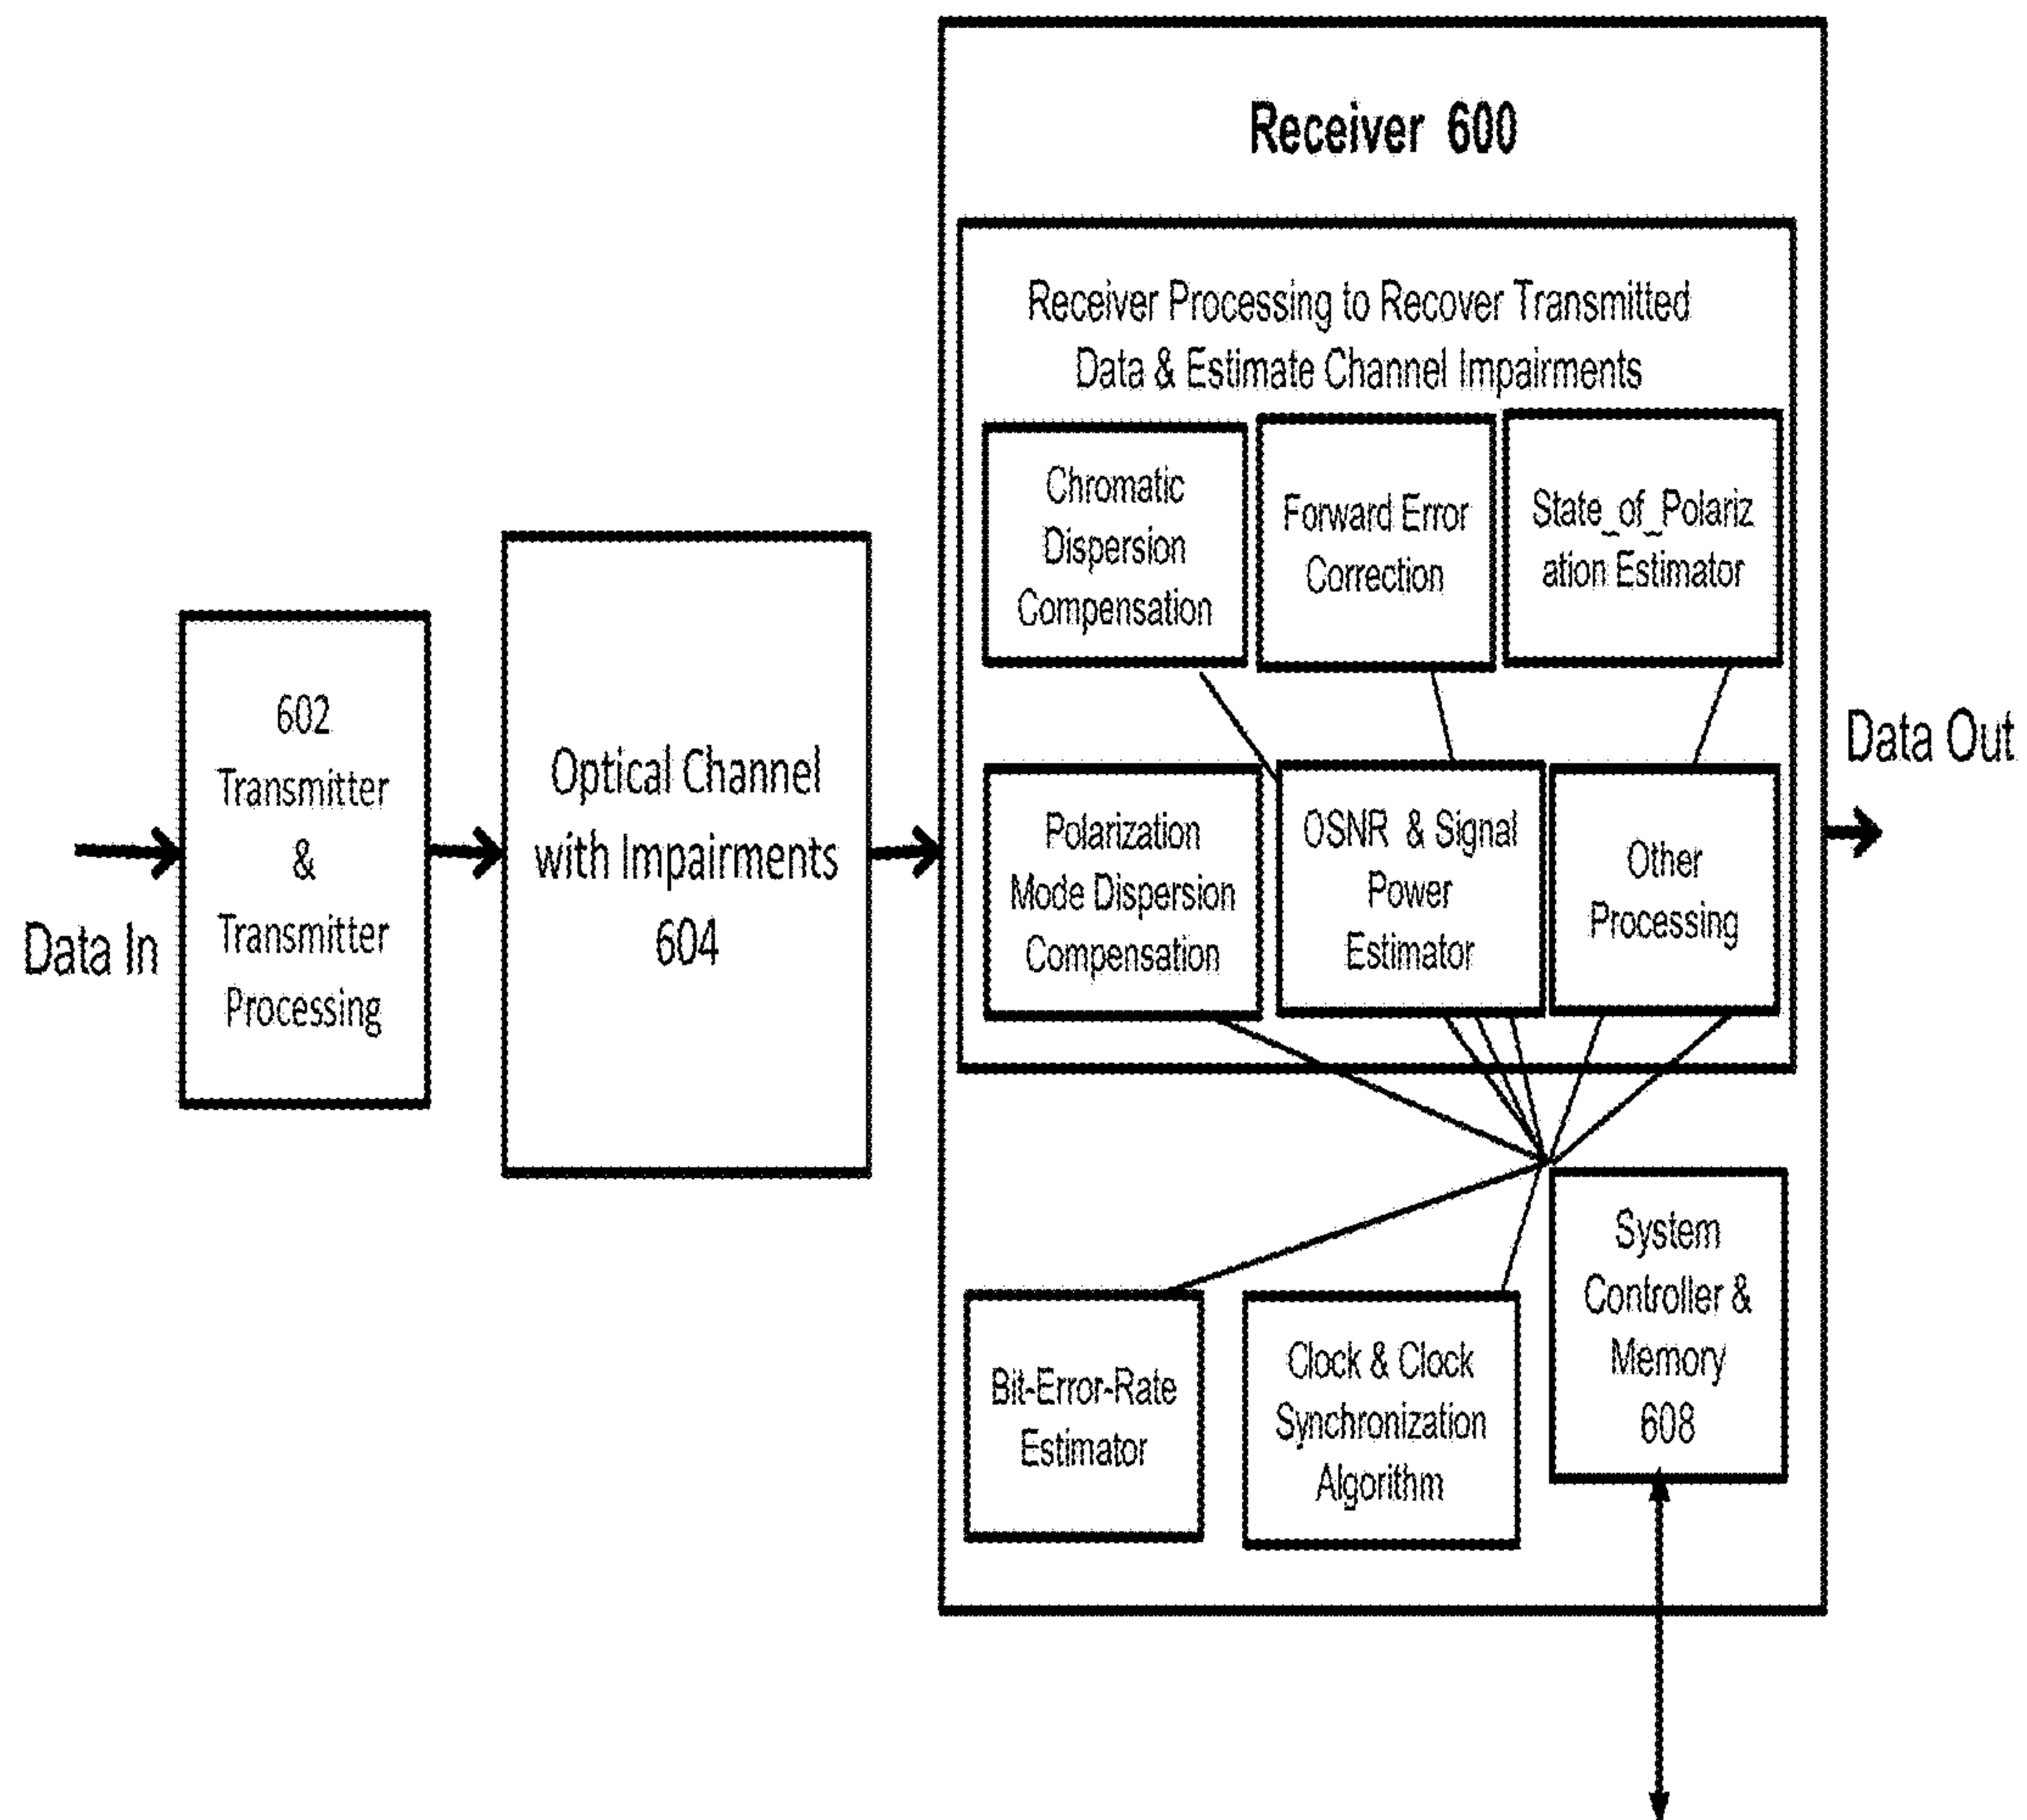 Receiver 600
Receiver Processing to Recover Transmitted
Data & Estimate Channel Impairments
Chromatic
Dispersion
Compensation
Forward Error
Correction
State_of_Polariz
ation Estimator
Polarization
Mode Dispersion
Compensation
OSNR & Signal
Power
Estimator
Other
Processing
602
Transmitter
&
Transmitter
Processing
Optical Channel
with Impairments
604
Data In
Data Out
Bit-Error-Rate
Estimator
Clock & Clock
Synchronization
Algorithm
System
Controller &
Memory
608